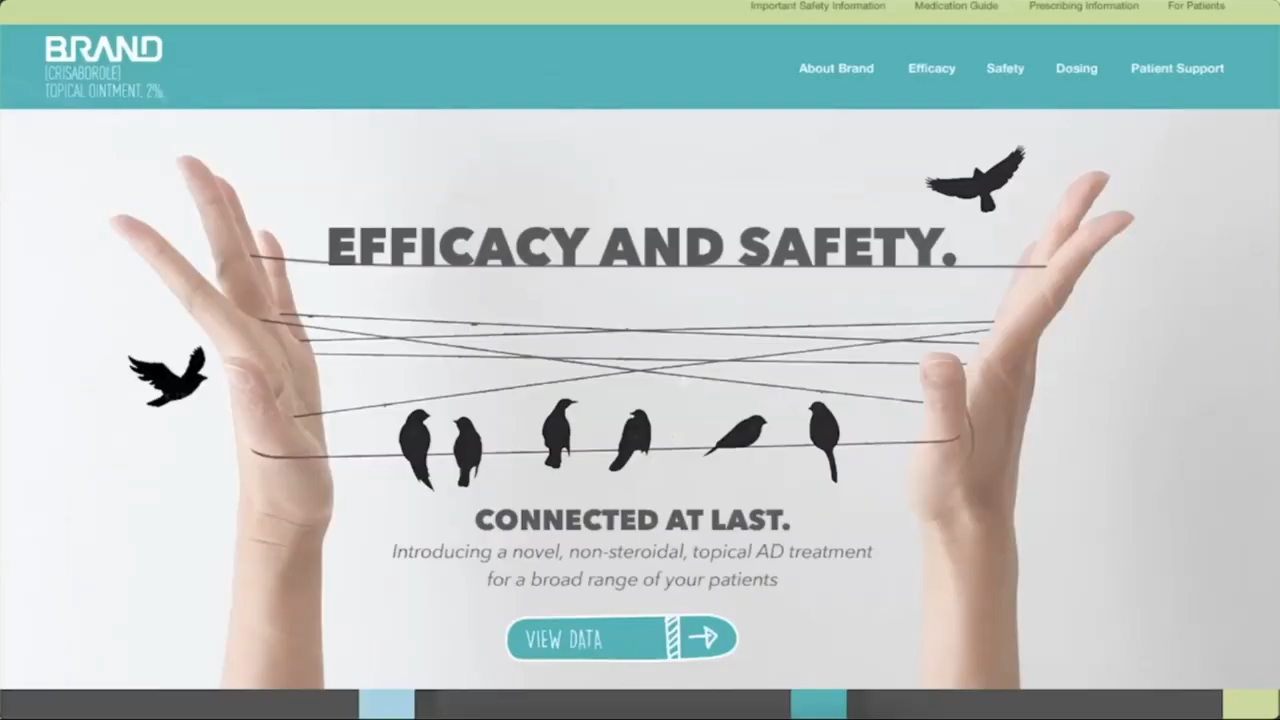 Important Safety Information Medication Guide Prescribing Information For Patients
BRAND
[CRISABOROLE]
TOPICAL OINTMENT, 2%
About Brand Efficacy Safety Dosing Patient Support
EFFICACY AND SAFETY.
CONNECTED AT LAST.
Introducing a novel, non-steroidal, topical AD treatment
for a broad range of your patients
VIEW DATA